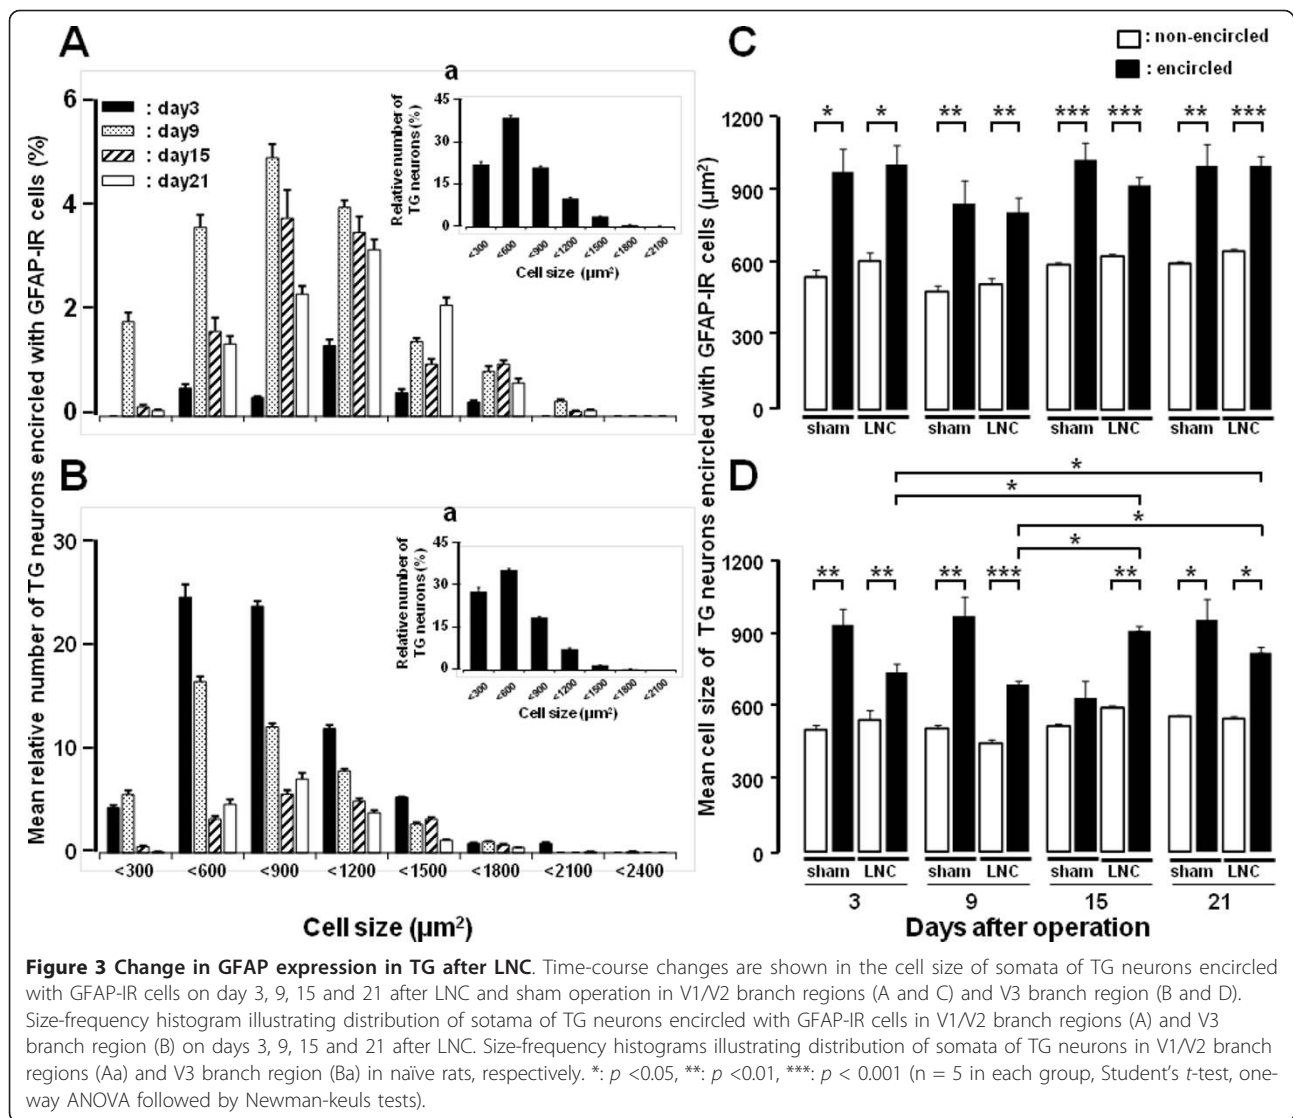 A
C
: non-encircled
: encircled
a
6
4
2
0
: day3
: day9
: day15
: day21
Relative number of
TG neurons (%)
45
30
15
0
<300 <600 <900 <1200 <1500 <1800 <2100
Cell size (µm²)
* * ** ** *** *** ** ***
1200
900
600
300
0
sham LNC sham LNC sham LNC sham LNC
B
D
a
30
20
10
0
Relative number of
TG neurons (%)
45
30
15
0
<300 <600 <900 <1200 <1500 <1800 <2100
Cell size (µm²)
Mean relative number of TG neurons encircled with GFAP-IR cells (%)
<300 <600 <900 <1200 <1500 <1800 <2100 <2400
Cell size (µm²)
Mean cell size of TG neurons encircled with GFAP-IR cells (µm²)
*
*
*
*
** ** ** *** ** * *
1200
900
600
300
0
sham LNC sham LNC sham LNC sham LNC
3 9 15 21
Days after operation
Figure 3 Change in GFAP expression in TG after LNC. Time-course changes are shown in the cell size of somata of TG neurons encircled
with GFAP-IR cells on day 3, 9, 15 and 21 after LNC and sham operation in V1/V2 branch regions (A and C) and V3 branch region (B and D).
Size-frequency histogram illustrating distribution of sotama of TG neurons encircled with GFAP-IR cells in V1/V2 branch regions (A) and V3
branch region (B) on days 3, 9, 15 and 21 after LNC. Size-frequency histograms illustrating distribution of somata of TG neurons in V1/V2 branch
regions (Aa) and V3 branch region (Ba) in naïve rats, respectively. *: p <0.05, **: p <0.01, ***: p < 0.001 (n = 5 in each group, Student's t-test, one-
way ANOVA followed by Newman-keuls tests).